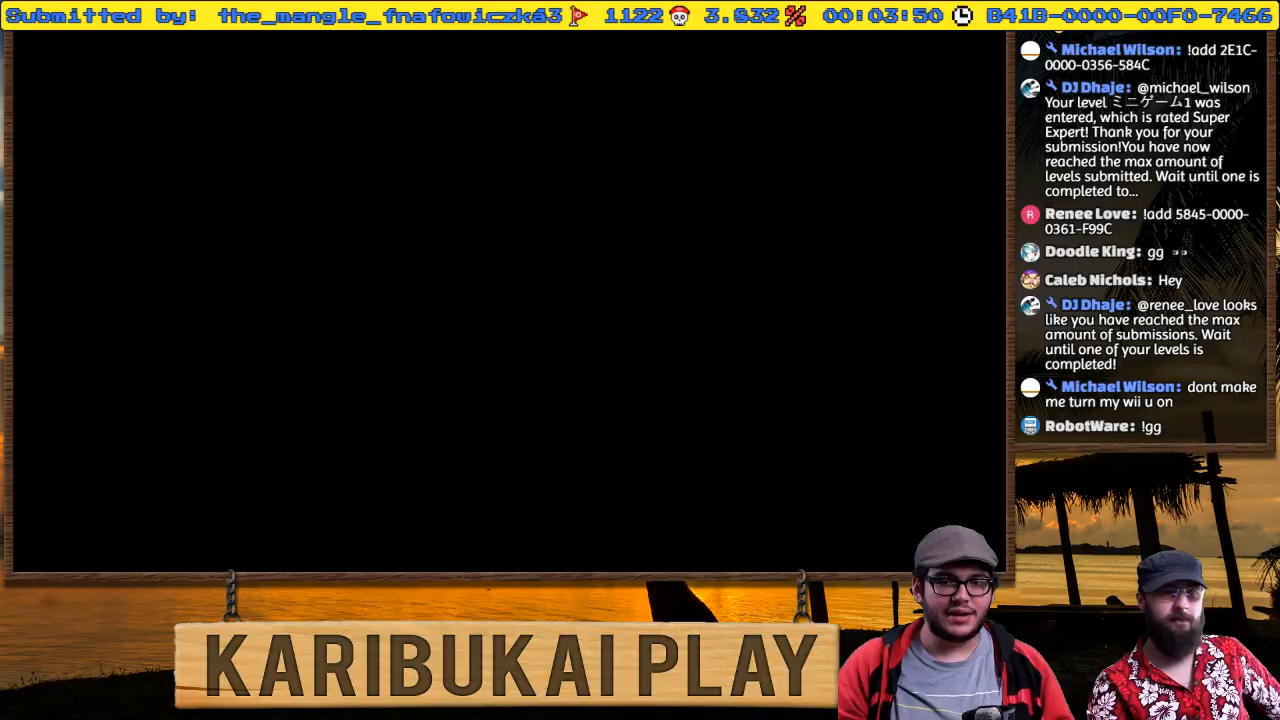 Submitted by: the_mangle_fnafowiczka3 1122 3.832 00:03:50 B41B-0000-00F0-7466
Michael Wilson: !add 2E1C-
0000-0356-584C
DJ Dhaje: @michael_wilson
Your level ミニゲーム1 was
entered, which is rated Super
Expert! Thank you for your
submission!You have now
reached the max amount of
levels submitted. Wait until one is
completed to...
Renee Love: !add 5845-0000-
0361-F99C
Doodle King: gg
Caleb Nichols: Hey
DJ Dhaje: @renee_love looks
like you have reached the max
amount of submissions. Wait
until one of your levels is
completed!
Michael Wilson: dont make
me turn my wii u on
RobotWare: !gg
KARIBUKAI PLAY